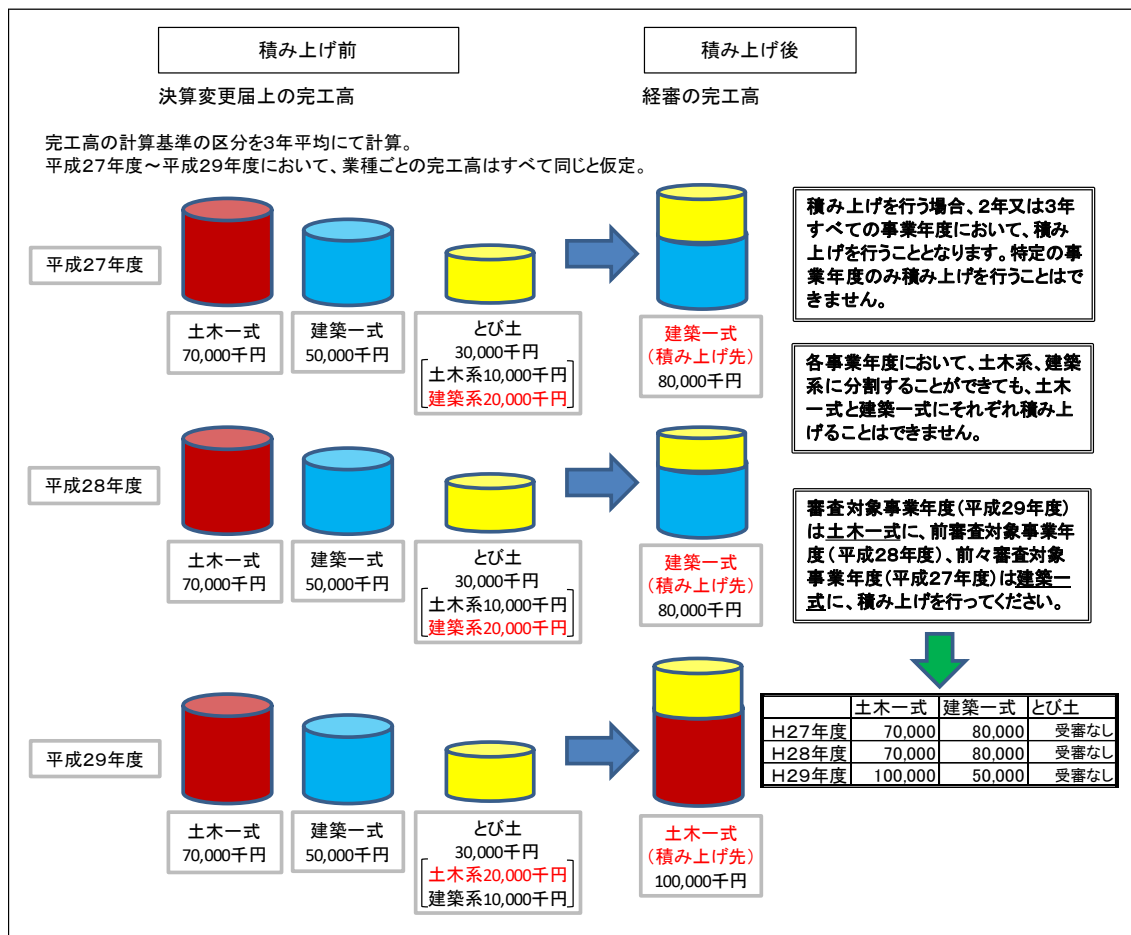 積み上げ前
積み上げ後
決算変更届上の完工高
経審の完工高
完工高の計算基準の区分を3年平均にて計算。
平成27年度～平成29年度において、業種ごとの完工高はすべて同じと仮定。
平成27年度
土木一式
70,000千円
建築一式
50,000千円
とび土
30,000千円
土木系10,000千円
建築系20,000千円
建築一式
(積み上げ先)
80,000千円
積み上げを行う場合、2年又は3年
すべての事業年度において、積み
上げを行うこととなります。特定の事
業年度のみ積み上げを行うことはで
きません。
各事業年度において、土木系、建築
系に分割することができても、土木
一式と建築一式にそれぞれ積み上
げることはできません。
平成28年度
土木一式
70,000千円
建築一式
50,000千円
とび土
30,000千円
土木系10,000千円
建築系20,000千円
建築一式
(積み上げ先)
80,000千円
審査対象事業年度(平成29年度)
は土木一式に、前審査対象事業年
度(平成28年度)、前々審査対象
事業年度(平成27年度)は建築一
式に、積み上げを行ってください。
土木一式 建築一式 とび土
H27年度 70,000 80,000 受審なし
H28年度 70,000 80,000 受審なし
H29年度 100,000 50,000 受審なし
平成29年度
土木一式
70,000千円
建築一式
50,000千円
とび土
30,000千円
土木系20,000千円
建築系10,000千円
土木一式
(積み上げ先)
100,000千円